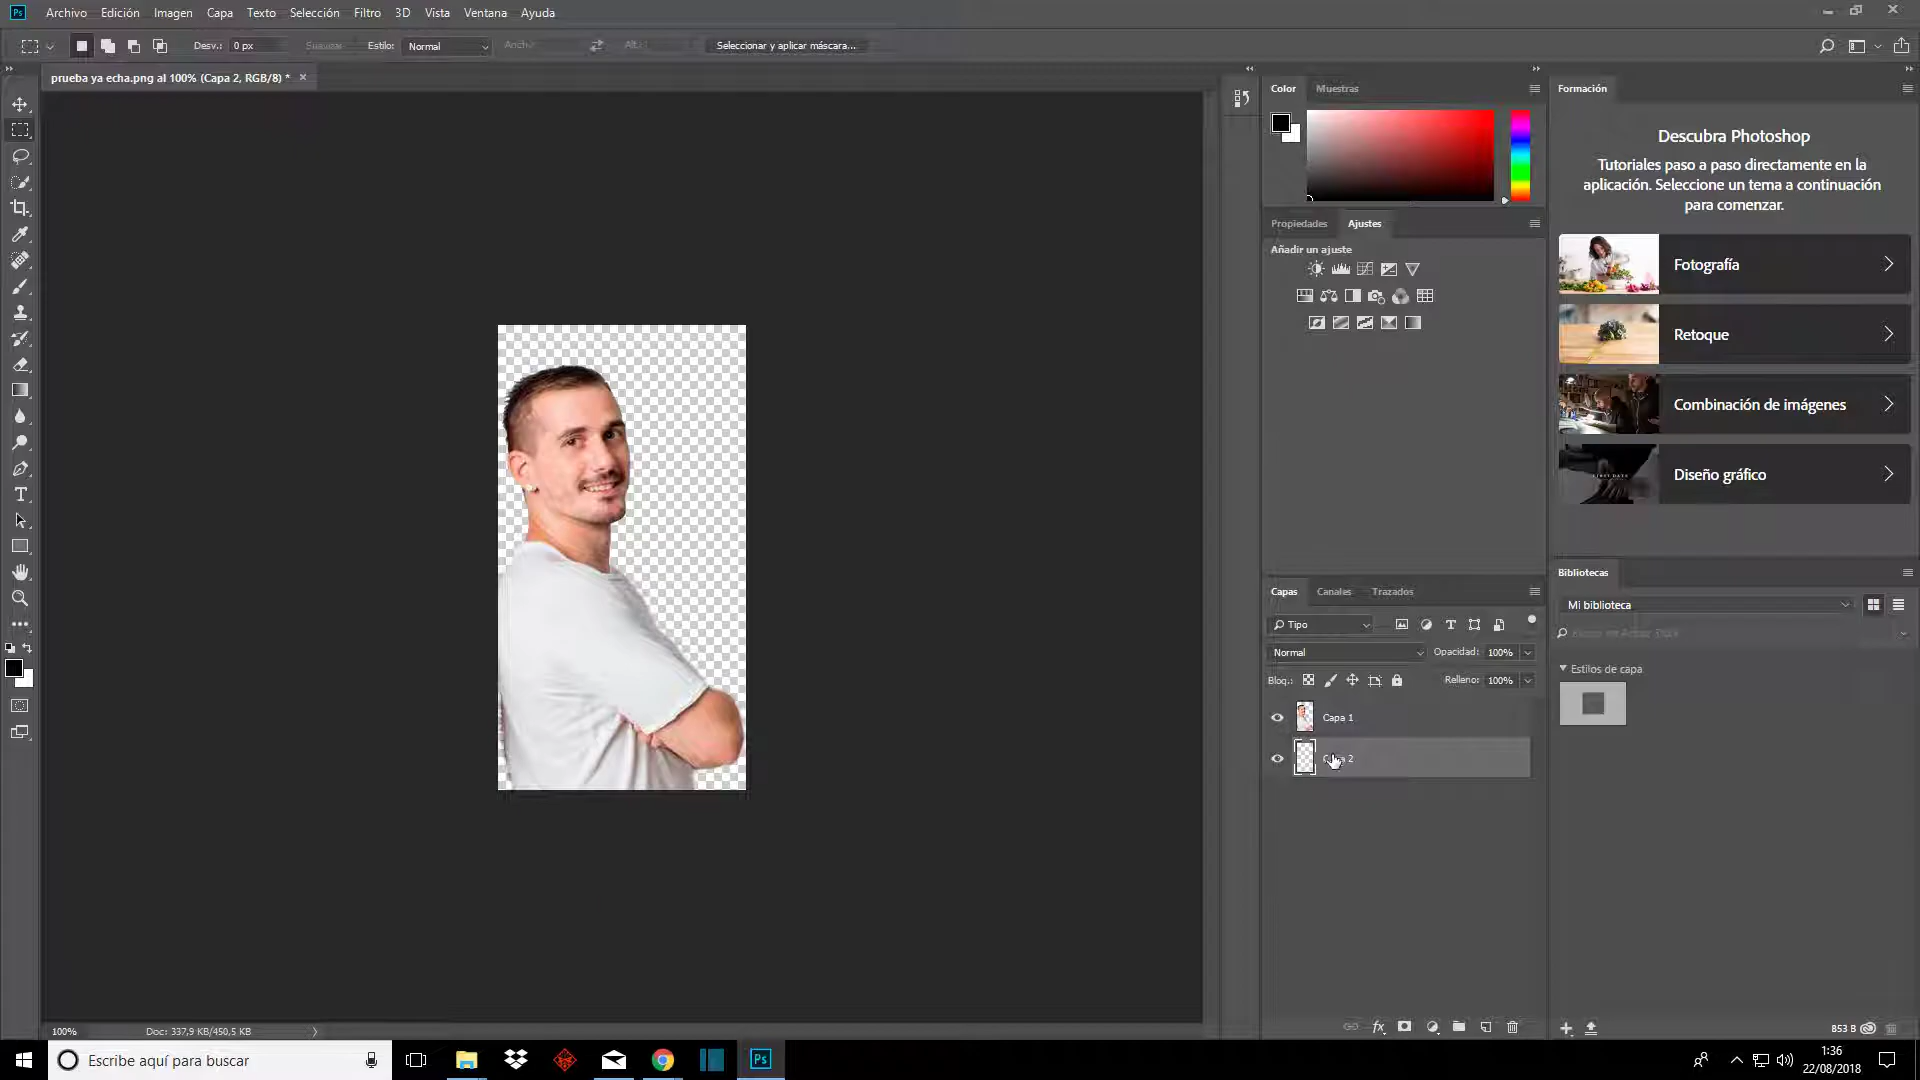 Ps Archivo Edición Imagen Capa Texto Selección Filtro 3D Vista Ventana Ayuda
Desv.: 0 px Estilo: Normal Seleccionar y aplicar máscara...
prueba ya echa.png al 100% (Capa 2, RGB/8) * ×
Color Muestras
Formación
Descubra Photoshop
Tutoriales paso a paso directamente en la
aplicación. Seleccione un tema a continuación
para comenzar.
Propiedades Ajustes
Añadir un ajuste
Fotografía
Retoque
Combinación de imágenes
Diseño gráfico
Capas Canales Trazados
Tipo
Normal Opacidad: 100%
Bloq.: Relleno: 100%
Capa 1
Bibliotecas
Mi biblioteca
Estilos de capa
853 B
100% Doc: 337,9 KB/450,5 KB
Escribe aquí para buscar
Ps
1:36
22/08/2018